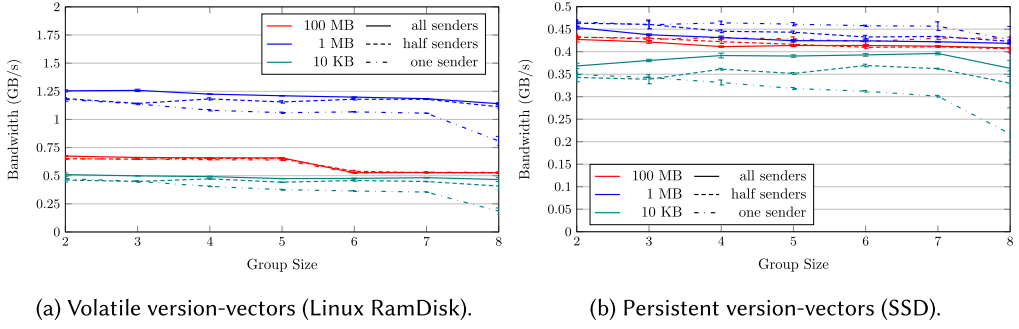 2
1.75
1.5
1.25
1
0.75
0.5
0.25
0
Bandwidth (GB/s)
100 MB all senders
1 MB half senders
10 KB one sender
2 3 4 5 6 7 8
Group Size
(a) Volatile version-vectors (Linux RamDisk).
0.5
0.45
0.4
0.35
0.3
0.25
0.2
0.15
0.1
0.05
0
Bandwidth (GB/s)
100 MB all senders
1 MB half senders
10 KB one sender
2 3 4 5 6 7 8
Group Size
(b) Persistent version-vectors (SSD).